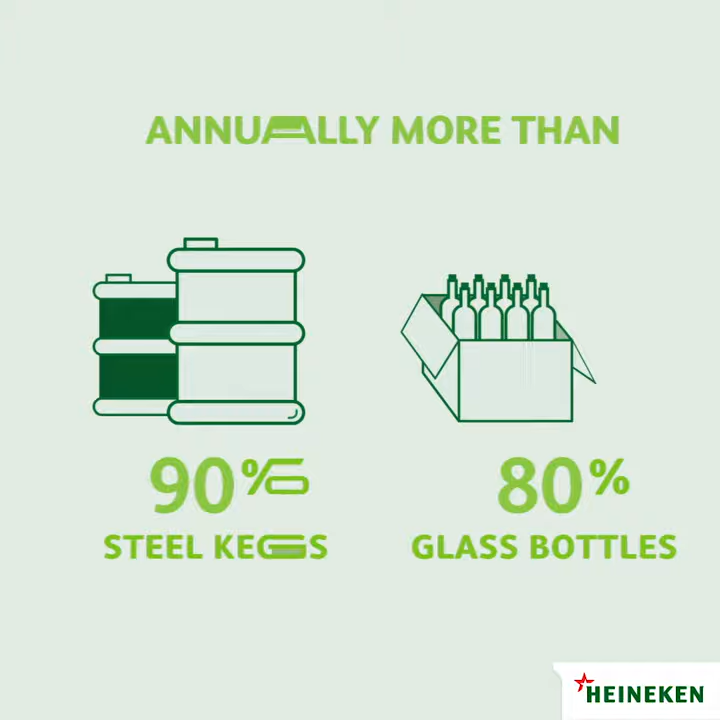 ANNUALLY MORE THAN
90%
STEEL KEGS
80%
GLASS BOTTLES
HEINEKEN